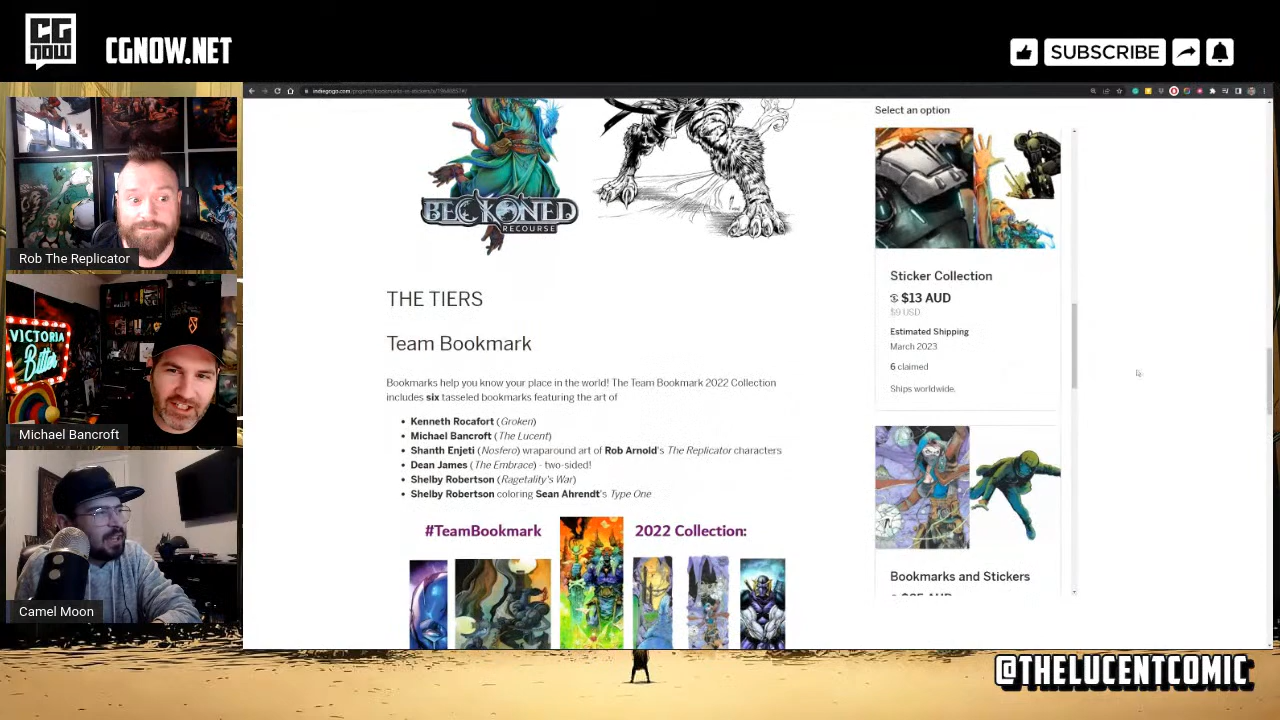 CG
NOW
CGNOW.NET
SUBSCRIBE
Rob The Replicator
VICTORIA
Bitter
Michael Bancroft
Camel Moon
BECKONED
RECOURSE
THE TIERS
Team Bookmark
Bookmarks help you know your place in the world! The Team Bookmark 2022 Collection
includes six tasseled bookmarks featuring the art of
• Kenneth Rocafort (Groken)
• Michael Bancroft (The Lucent)
• Shanth Enjeti (Nosfero) wraparound art of Rob Arnold's The Replicator characters
• Dean James (The Embrace) - two-sided!
• Shelby Robertson (Ragetality's War)
• Shelby Robertson coloring Sean Ahrendt's Type One
#TeamBookmark 2022 Collection:
Select an option
Sticker Collection
$13 AUD
$9 USD
Estimated Shipping
March 2023
6 claimed
Ships worldwide.
Bookmarks and Stickers
@THELUCENTCOMIC